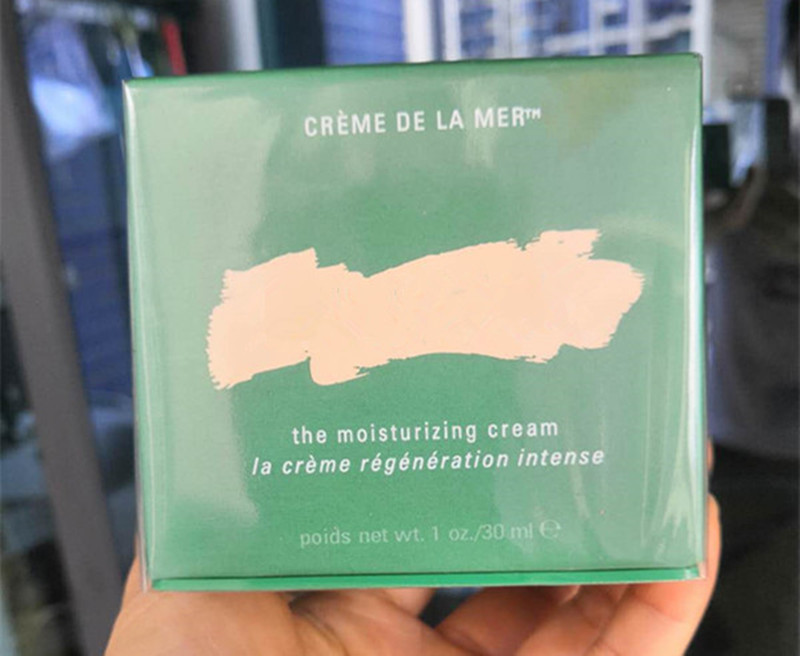 CRÈME DE LA MER™
the moisturizing cream
la crème régénération intense
poids net wt. 1 oz./30 ml ℮